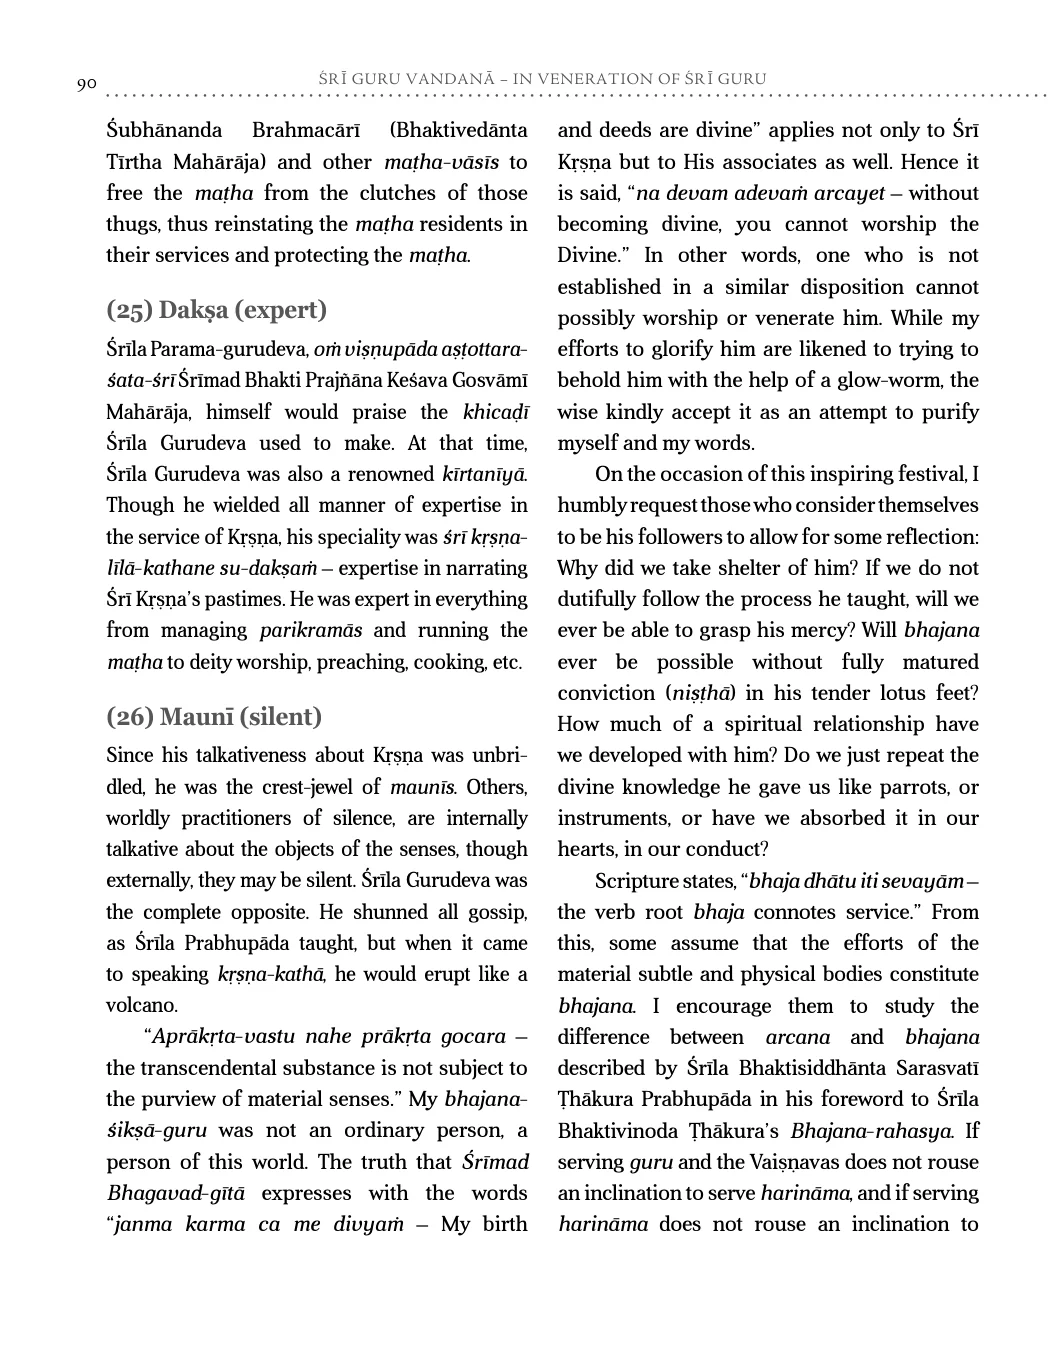 90
ŚRĪ GURU VANDANĀ – IN VENERATION OF ŚRĪ GURU
Śubhānanda Brahmacārī (Bhaktivedānta
Tīrtha Mahārāja) and other maṭha-vāsīs to
free the maṭha from the clutches of those
thugs, thus reinstating the maṭha residents in
their services and protecting the maṭha.
(25) Dakṣa (expert)
Śrīla Parama-gurudeva, oṁ viṣṇupāda aṣṭottara-
śata-śrī Śrīmad Bhakti Prajñāna Keśava Gosvāmī
Mahārāja, himself would praise the khicaḍī
Śrīla Gurudeva used to make. At that time,
Śrīla Gurudeva was also a renowned kīrtanīyā.
Though he wielded all manner of expertise in
the service of Kṛṣṇa, his speciality was śrī kṛṣṇa-
līlā-kathane su-dakṣaṁ – expertise in narrating
Śrī Kṛṣṇa’s pastimes. He was expert in everything
from managing parikramās and running the
maṭha to deity worship, preaching, cooking, etc.
(26) Maunī (silent)
Since his talkativeness about Kṛṣṇa was unbri-
dled, he was the crest-jewel of maunīs. Others,
worldly practitioners of silence, are internally
talkative about the objects of the senses, though
externally, they may be silent. Śrīla Gurudeva was
the complete opposite. He shunned all gossip,
as Śrīla Prabhupāda taught, but when it came
to speaking kṛṣṇa-kathā, he would erupt like a
volcano.
“Aprākṛta-vastu nahe prākṛta gocara –
the transcendental substance is not subject to
the purview of material senses.” My bhajana-
śikṣā-guru was not an ordinary person, a
person of this world. The truth that Śrīmad
Bhagavad-gītā expresses with the words
“janma karma ca me divyaṁ – My birth
and deeds are divine” applies not only to Śrī
Kṛṣṇa but to His associates as well. Hence it
is said, “na devam adevaṁ arcayet – without
becoming divine, you cannot worship the
Divine.” In other words, one who is not
established in a similar disposition cannot
possibly worship or venerate him. While my
efforts to glorify him are likened to trying to
behold him with the help of a glow-worm, the
wise kindly accept it as an attempt to purify
myself and my words.
On the occasion of this inspiring festival, I
humbly request those who consider themselves
to be his followers to allow for some reflection:
Why did we take shelter of him? If we do not
dutifully follow the process he taught, will we
ever be able to grasp his mercy? Will bhajana
ever be possible without fully matured
conviction (niṣṭhā) in his tender lotus feet?
How much of a spiritual relationship have
we developed with him? Do we just repeat the
divine knowledge he gave us like parrots, or
instruments, or have we absorbed it in our
hearts, in our conduct?
Scripture states, “bhaja dhātu iti sevayām –
the verb root bhaja connotes service.” From
this, some assume that the efforts of the
material subtle and physical bodies constitute
bhajana. I encourage them to study the
difference between arcana and bhajana
described by Śrīla Bhaktisiddhānta Sarasvatī
Ṭhākura Prabhupāda in his foreword to Śrīla
Bhaktivinoda Ṭhākura’s Bhajana-rahasya. If
serving guru and the Vaiṣṇavas does not rouse
an inclination to serve harināma, and if serving
harināma does not rouse an inclination to